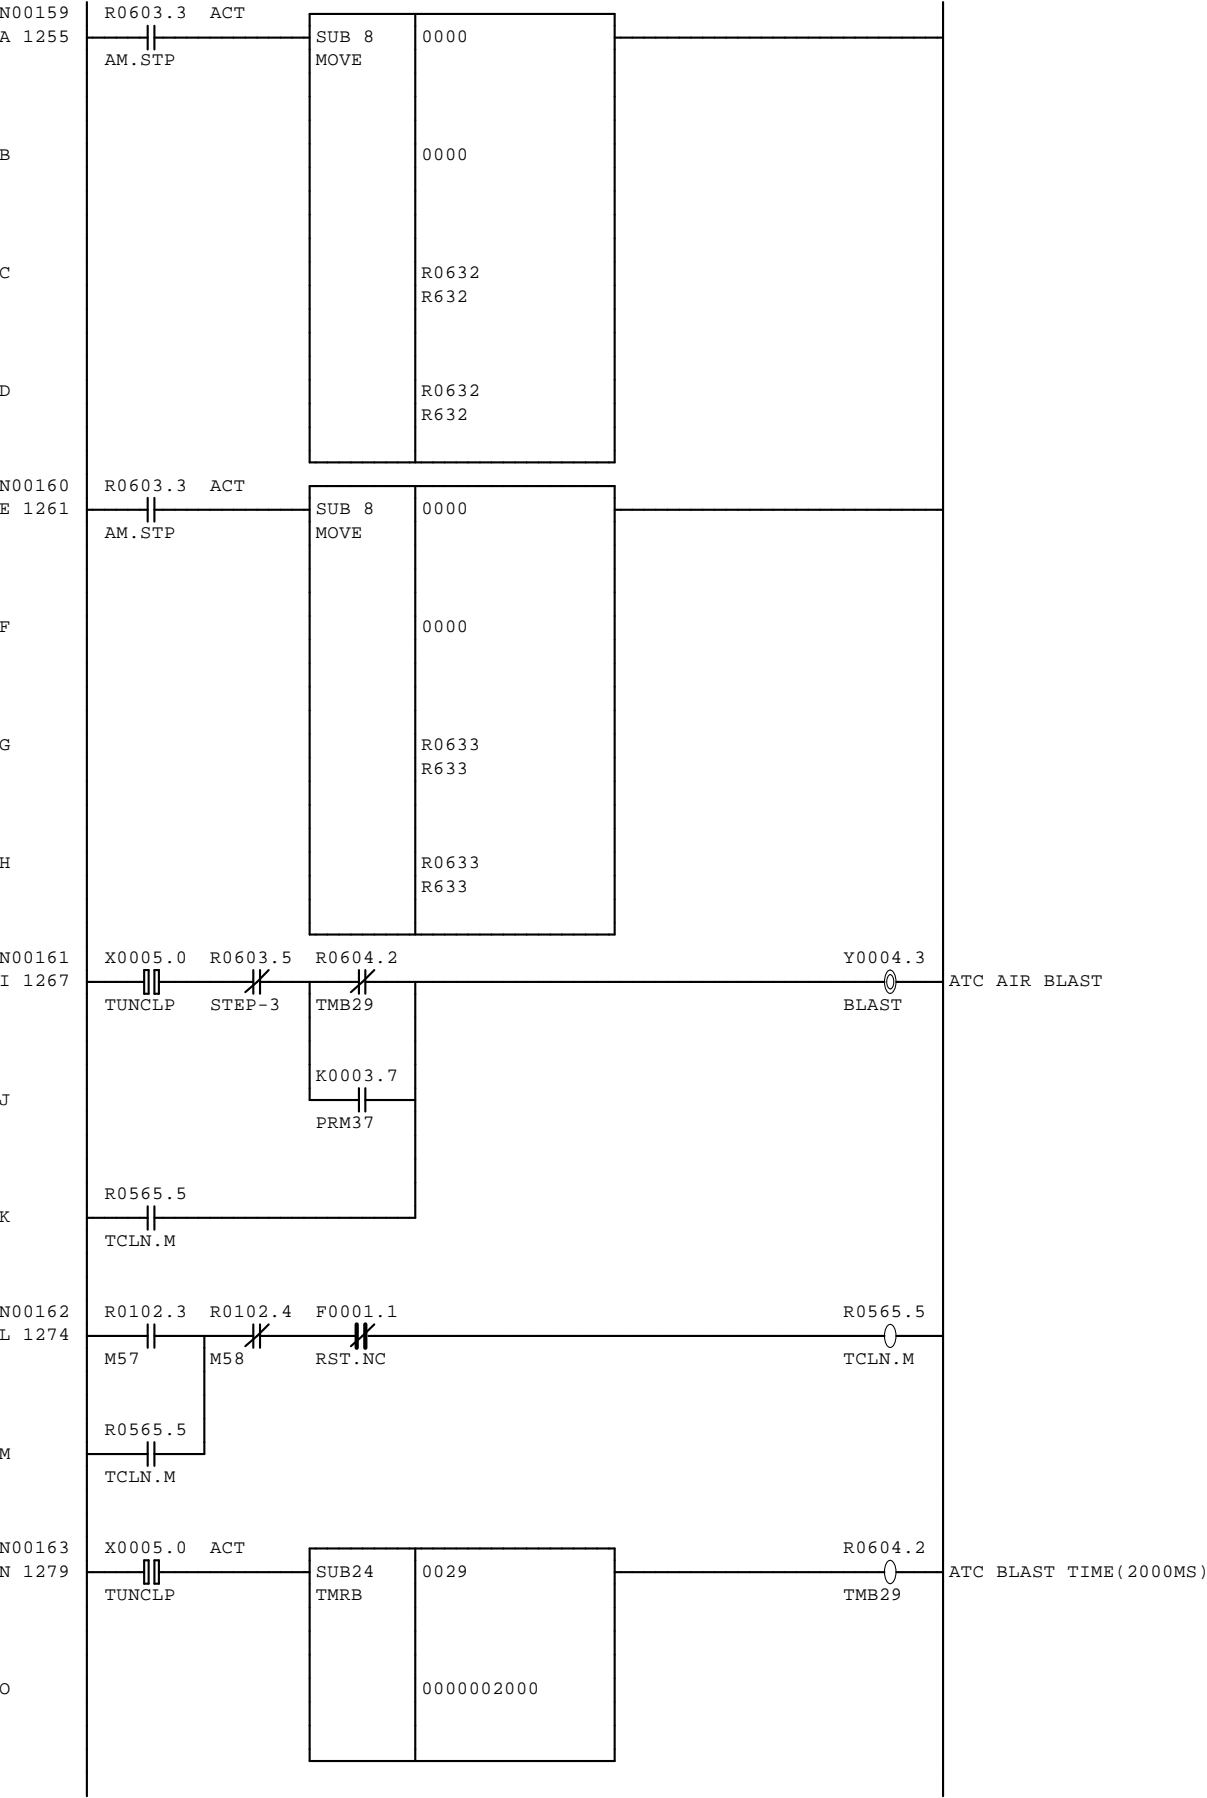 N00159 R0603.3 ACT
A 1255 SUB 8 0000
AM.STP MOVE
B 0000
C R0632
R632
D R0632
R632
N00160 R0603.3 ACT
E 1261 SUB 8 0000
AM.STP MOVE
F 0000
G R0633
R633
H R0633
R633
N00161 X0005.0 R0603.5 R0604.2 Y0004.3
I 1267 ATC AIR BLAST
TUNCLP STEP-3 TMB29 BLAST
K0003.7
J
PRM37
R0565.5
K
TCLN.M
N00162 R0102.3 R0102.4 F0001.1 R0565.5
L 1274
M57 M58 RST.NC TCLN.M
R0565.5
M
TCLN.M
N00163 X0005.0 ACT R0604.2
N 1279 SUB24 0029 ATC BLAST TIME(2000MS)
TUNCLP TMRB TMB29
O 0000002000